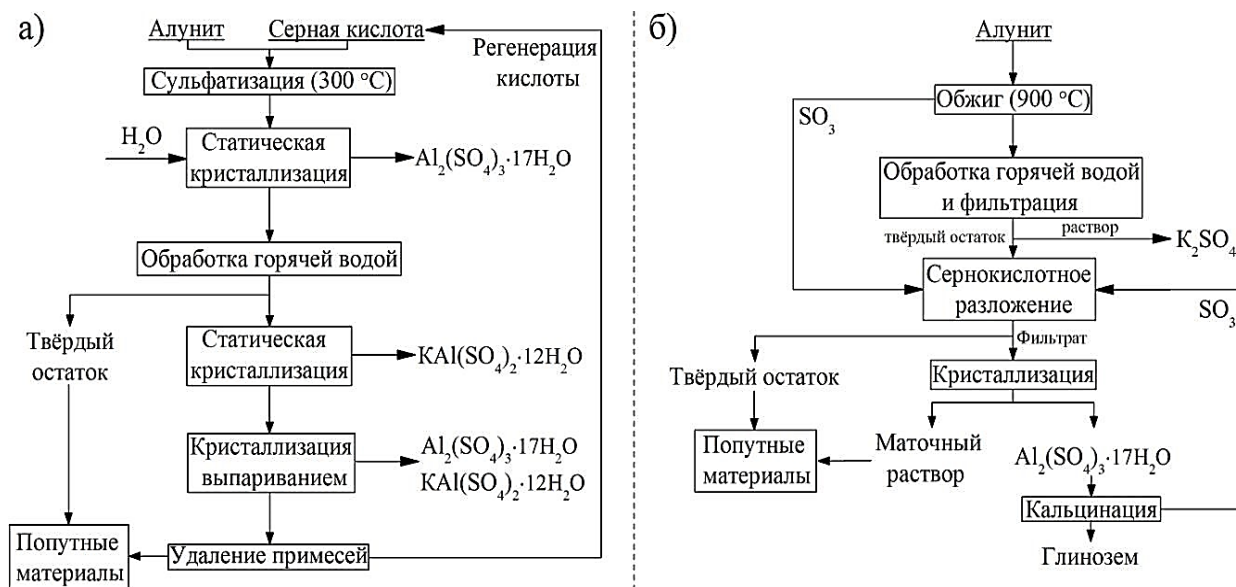 а)
Алунит
Серная кислота
Регенерация
кислоты
Сульфатизация (300 °C)
H₂O
Статическая
кристаллизация
Al₂(SO₄)₃·17H₂O
Обработка горячей водой
Твёрдый
остаток
Статическая
кристаллизация
KAl(SO₄)₂·12H₂O
Кристаллизация
выпариванием
Al₂(SO₄)₃·17H₂O
KAl(SO₄)₂·12H₂O
Попутные
материалы
Удаление примесей
б)
Алунит
Обжиг (900 °C)
SO₃
Обработка горячей водой
и фильтрация
твёрдый остаток
раствор
K₂SO₄
Сернокислотное
разложение
SO₃
Фильтрат
Твёрдый остаток
Кристаллизация
Попутные
материалы
Маточный
раствор
Al₂(SO₄)₃·17H₂O
Кальцинация
Глинозем